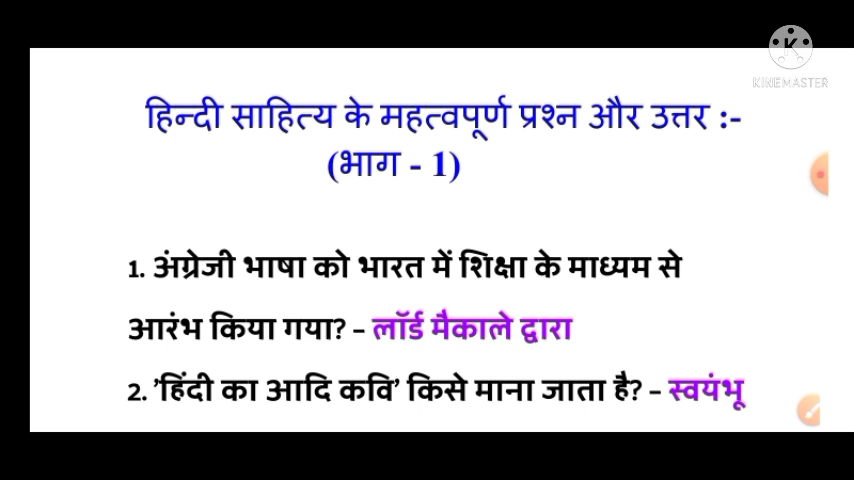 KINEMASTER
हिन्दी साहित्य के महत्वपूर्ण प्रश्न और उत्तर :-
(भाग - 1)
1. अंग्रेजी भाषा को भारत में शिक्षा के माध्यम से
आरंभ किया गया? – लॉर्ड मैकाले द्वारा
2. 'हिंदी का आदि कवि' किसे माना जाता है? – स्वयंभू